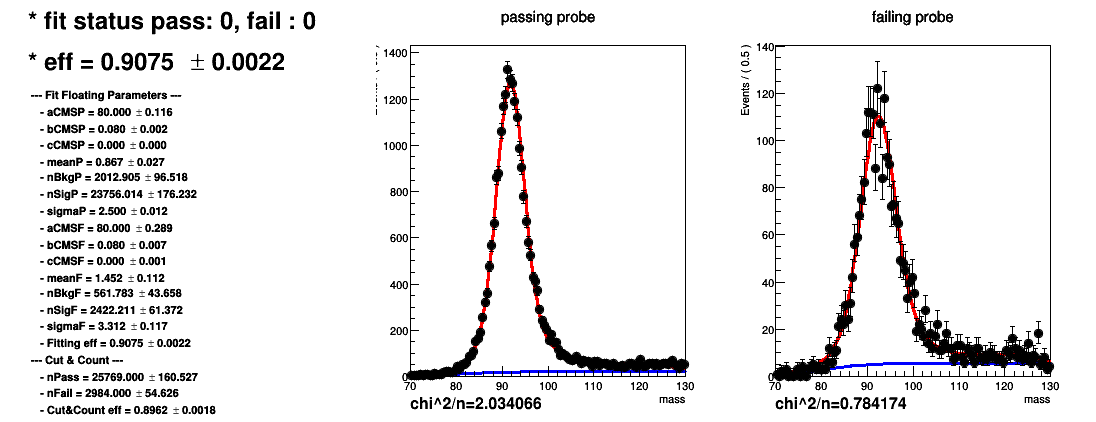 * fit status pass: 0, fail : 0
* eff = 0.9075 ± 0.0022
--- Fit Floating Parameters ---
- aCMSP = 80.000 ± 0.116
- bCMSP = 0.080 ± 0.002
- cCMSP = 0.000 ± 0.000
- meanP = 0.867 ± 0.027
- nBkgP = 2012.905 ± 96.518
- nSigP = 23756.014 ± 176.232
- sigmaP = 2.500 ± 0.012
- aCMSF = 80.000 ± 0.289
- bCMSF = 0.080 ± 0.007
- cCMSF = 0.000 ± 0.001
- meanF = 1.452 ± 0.112
- nBkgF = 561.783 ± 43.658
- nSigF = 2422.211 ± 61.372
- sigmaF = 3.312 ± 0.117
- Fitting eff = 0.9075 ± 0.0022
--- Cut & Count ---
- nPass = 25769.000 ± 160.527
- nFail = 2984.000 ± 54.626
- Cut&Count eff = 0.8962 ± 0.0018
passing probe
1400
1200
1000
800
600
400
200
0
70 80 90 100 110 120 130
mass
chi^2/n=2.034066
failing probe
Events / ( 0.5 )
140
120
100
80
60
40
20
0
70 80 90 100 110 120 130
mass
chi^2/n=0.784174